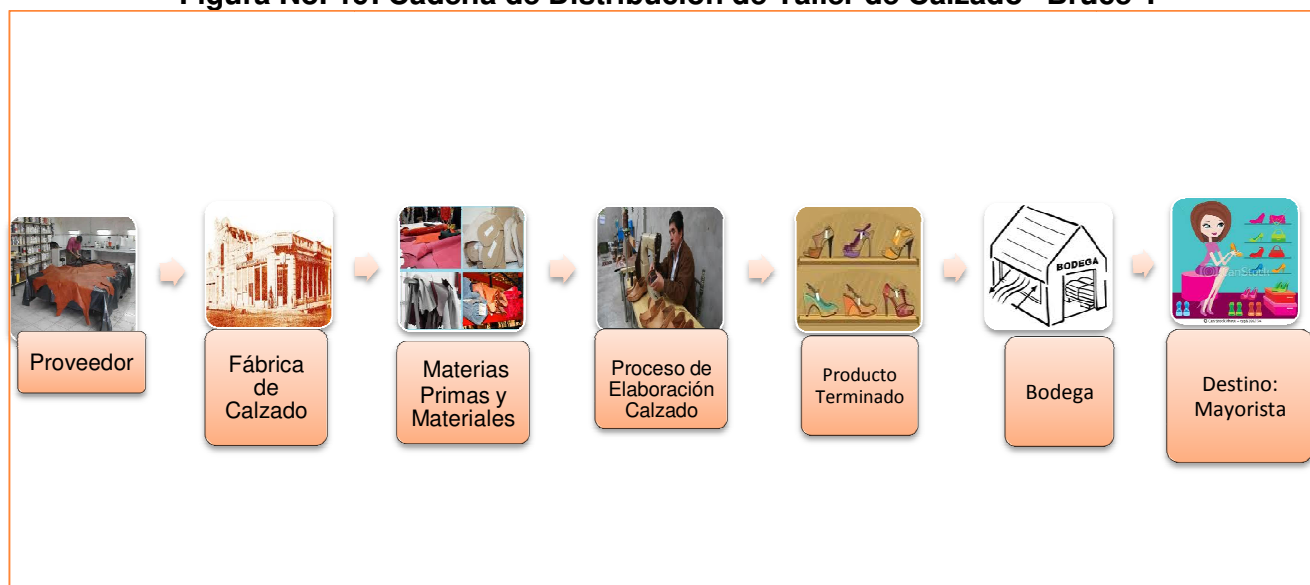 Proveedor
Fábrica
de
Calzado
Materias
Primas y
Materiales
Proceso de
Elaboración
Calzado
Producto
Terminado
BODEGA
Bodega
Destino:
Mayorista